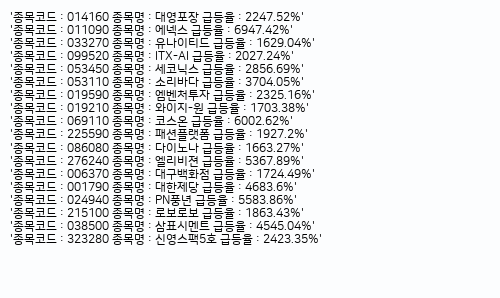 '종목코드 : 014160 종목명 : 대영포장 급등율 : 2247.52%'
'종목코드 : 011090 종목명 : 에넥스 급등율 : 6947.42%'
'종목코드 : 033270 종목명 : 유나이티드 급등율 : 1629.04%'
'종목코드 : 099520 종목명 : ITX-AI 급등율 : 2027.24%'
'종목코드 : 053450 종목명 : 세코닉스 급등율 : 2856.69%'
'종목코드 : 053110 종목명 : 소리바다 급등율 : 3704.05%'
'종목코드 : 019590 종목명 : 엠벤처투자 급등율 : 2325.16%'
'종목코드 : 019210 종목명 : 와이지-원 급등율 : 1703.38%'
'종목코드 : 069110 종목명 : 코스온 급등율 : 6002.62%'
'종목코드 : 225590 종목명 : 패션플랫폼 급등율 : 1927.2%'
'종목코드 : 086080 종목명 : 다이노나 급등율 : 1663.27%'
'종목코드 : 276240 종목명 : 엘리비젼 급등율 : 5367.89%'
'종목코드 : 006370 종목명 : 대구백화점 급등율 : 1724.49%'
'종목코드 : 001790 종목명 : 대한제당 급등율 : 4683.6%'
'종목코드 : 024940 종목명 : PN풍년 급등율 : 5583.86%'
'종목코드 : 215100 종목명 : 로보로보 급등율 : 1863.43%'
'종목코드 : 038500 종목명 : 삼표시멘트 급등율 : 4545.04%'
'종목코드 : 323280 종목명 : 신영스팩5호 급등율 : 2423.35%'